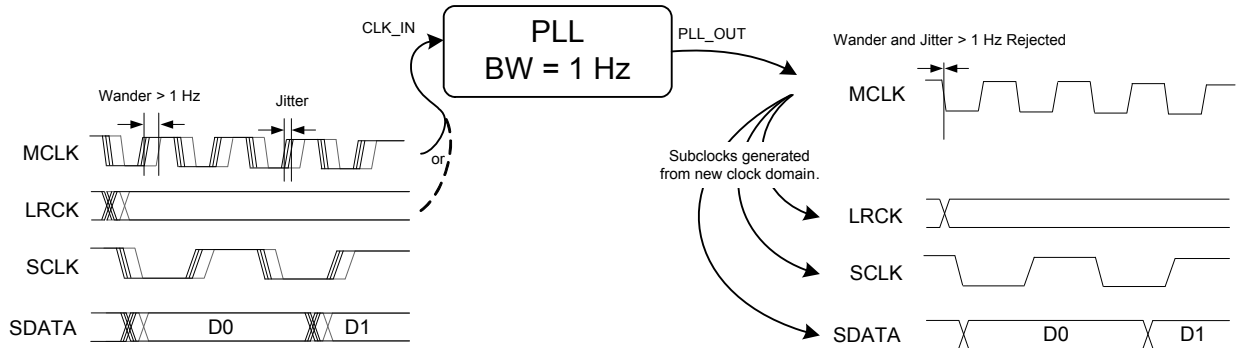 CLK_IN
PLL
BW = 1 Hz
PLL_OUT
Wander > 1 Hz
Jitter
MCLK
or
LRCK
SCLK
SDATA
D0
D1
Subclocks generated
from new clock domain.
Wander and Jitter > 1 Hz Rejected
MCLK
LRCK
SCLK
SDATA
D0
D1